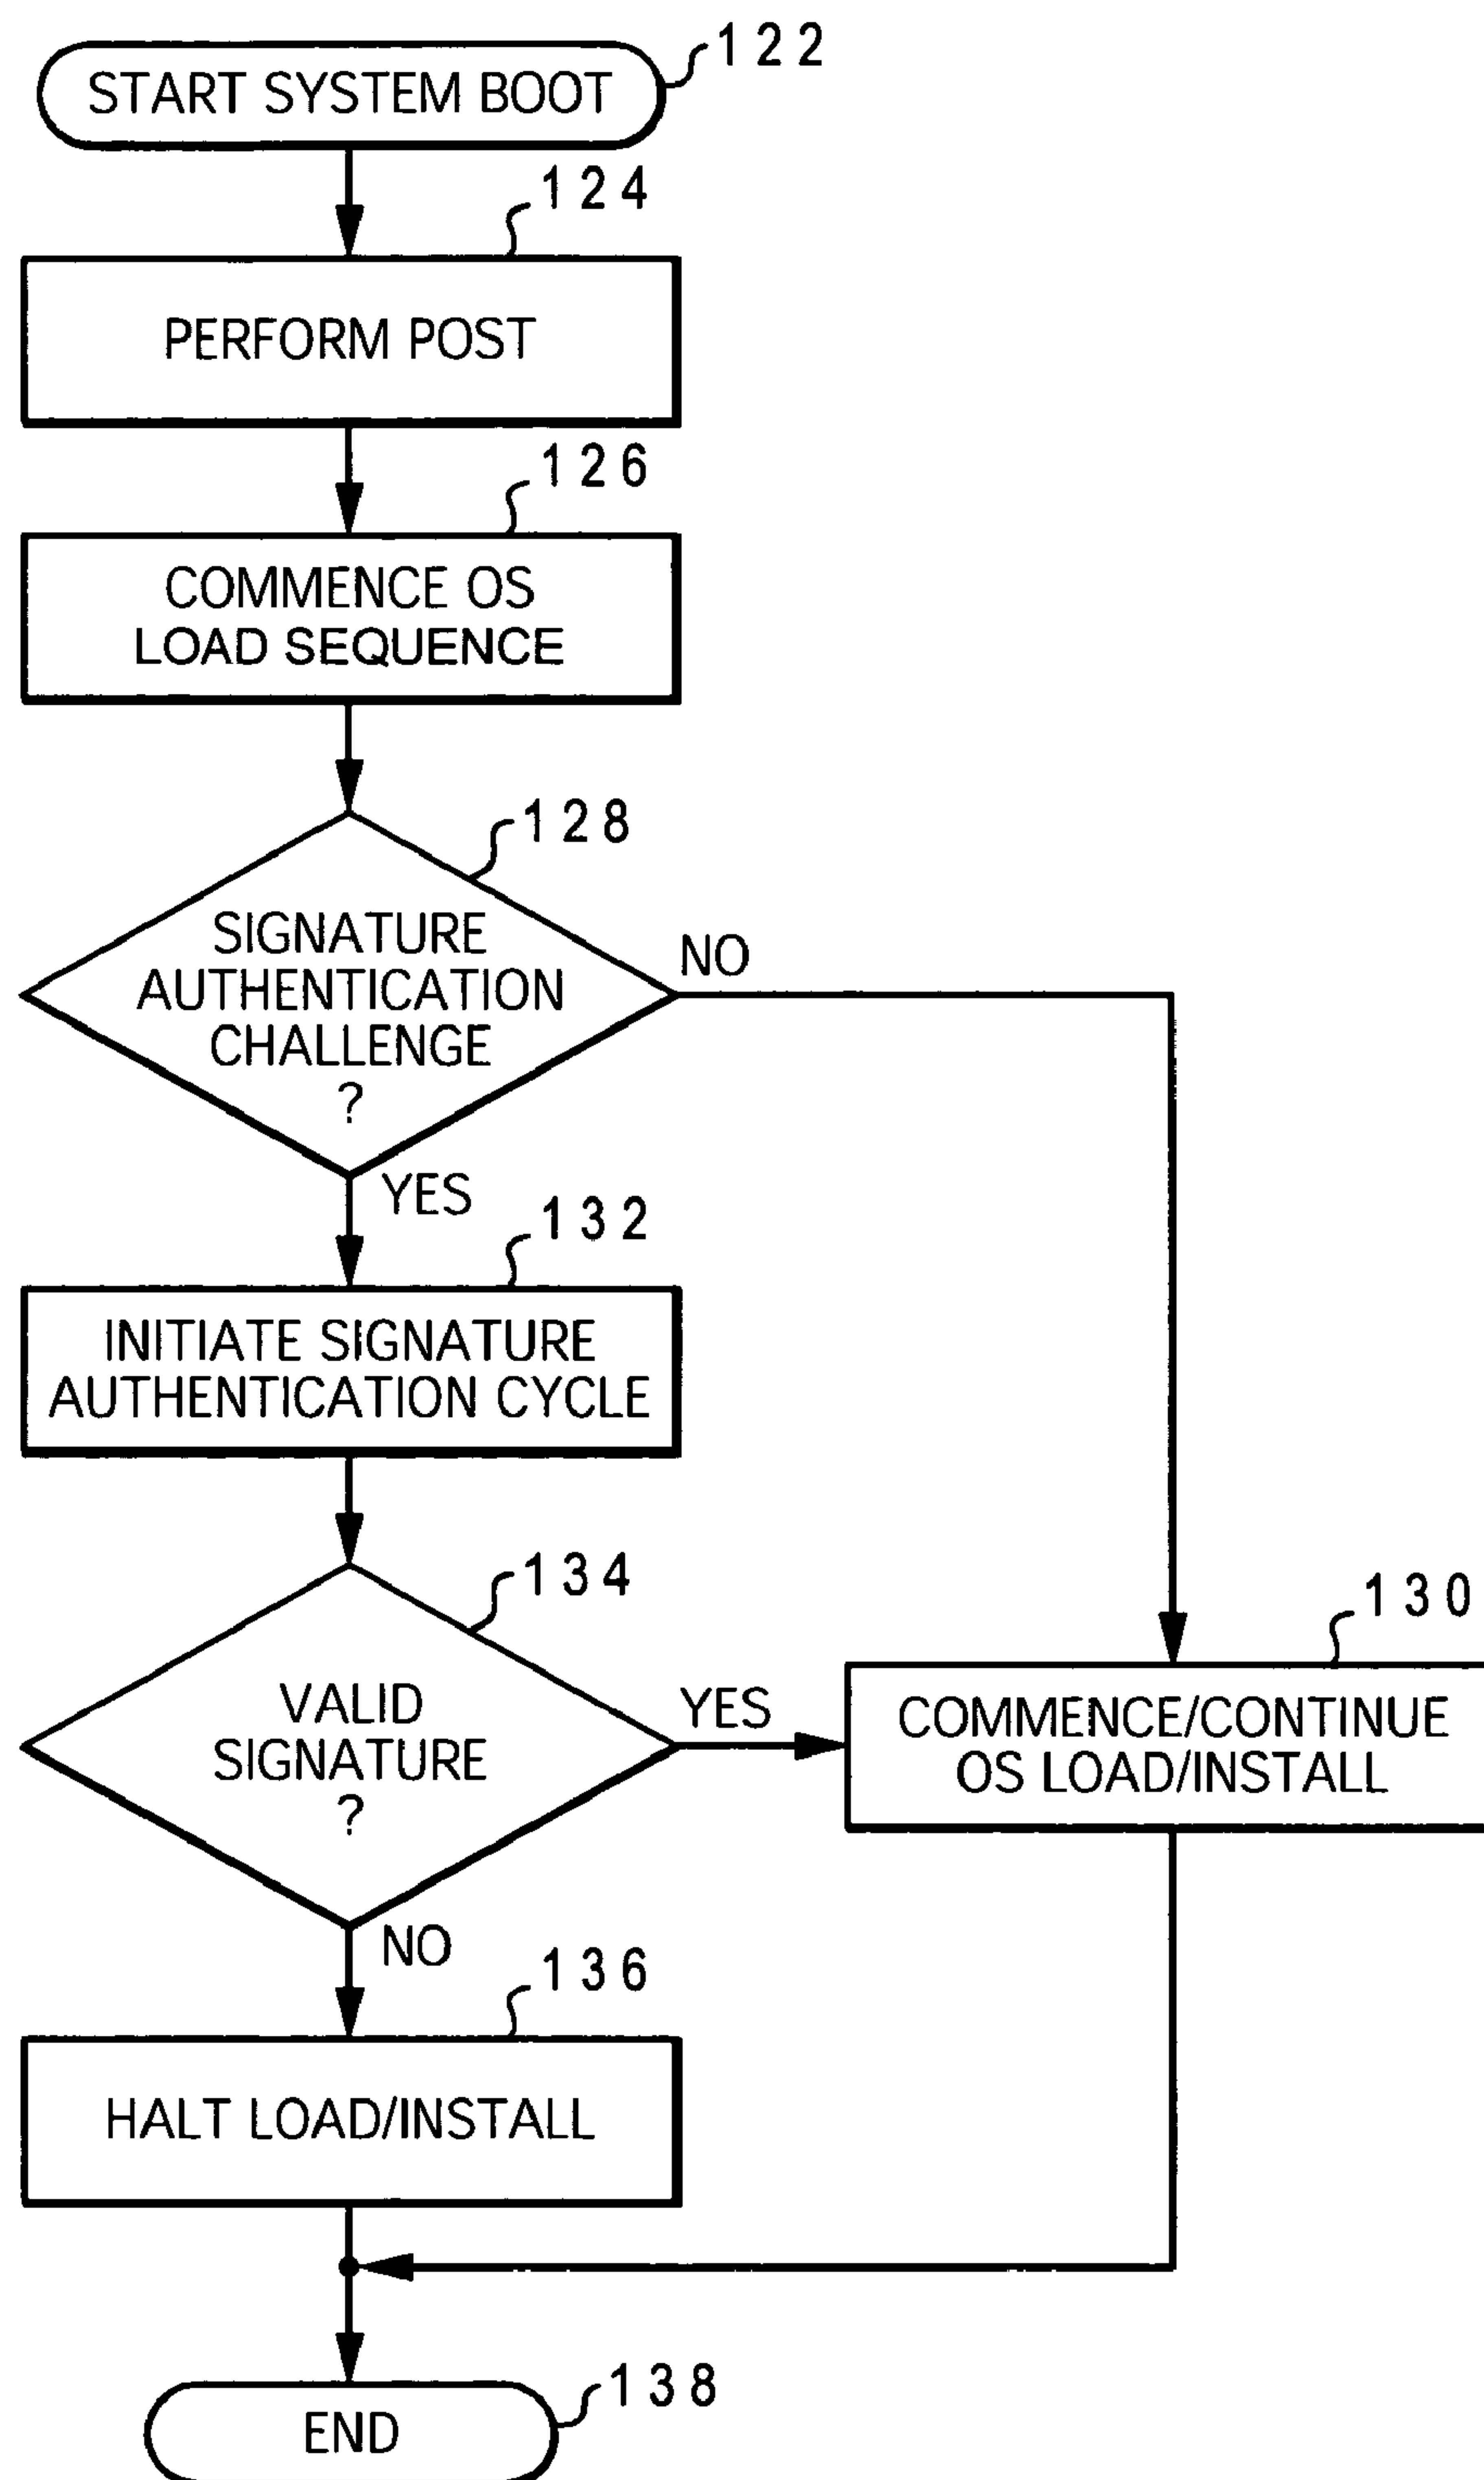 122
START SYSTEM BOOT
124
PERFORM POST
126
COMMENCE OS
LOAD SEQUENCE
128
SIGNATURE
AUTHENTICATION
CHALLENGE
?
NO
YES
132
INITIATE SIGNATURE
AUTHENTICATION CYCLE
134
VALID
SIGNATURE
?
YES
130
COMMENCE/CONTINUE
OS LOAD/INSTALL
NO
136
HALT LOAD/INSTALL
138
END